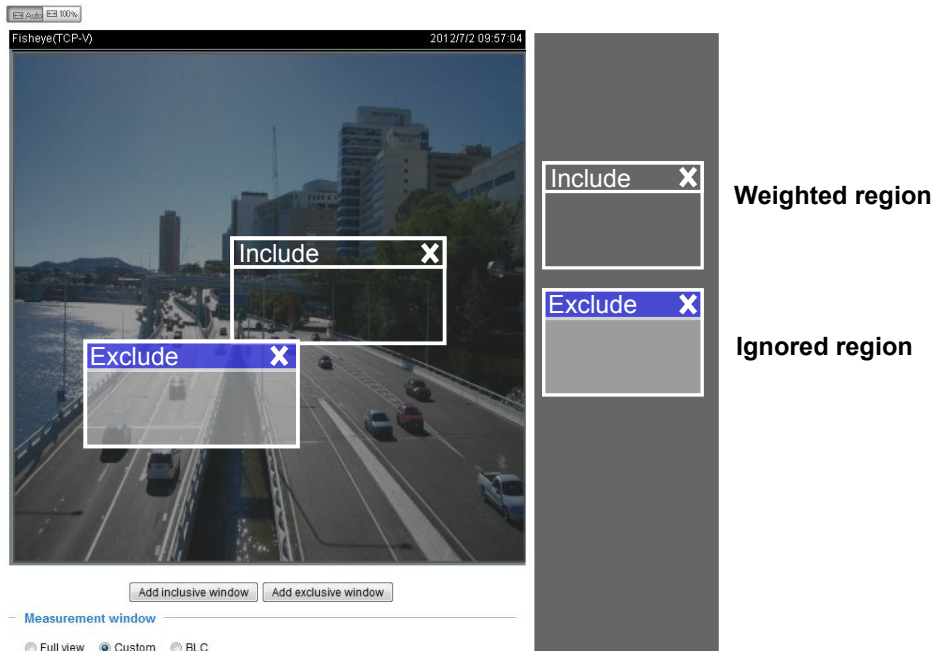 Auto 100%
Fisheye(TCP-V) 2012/7/2 09:57:04
Include
Exclude
Include
Weighted region
Exclude
Ignored region
Add inclusive window Add exclusive window
Measurement window
Full view Custom BLC